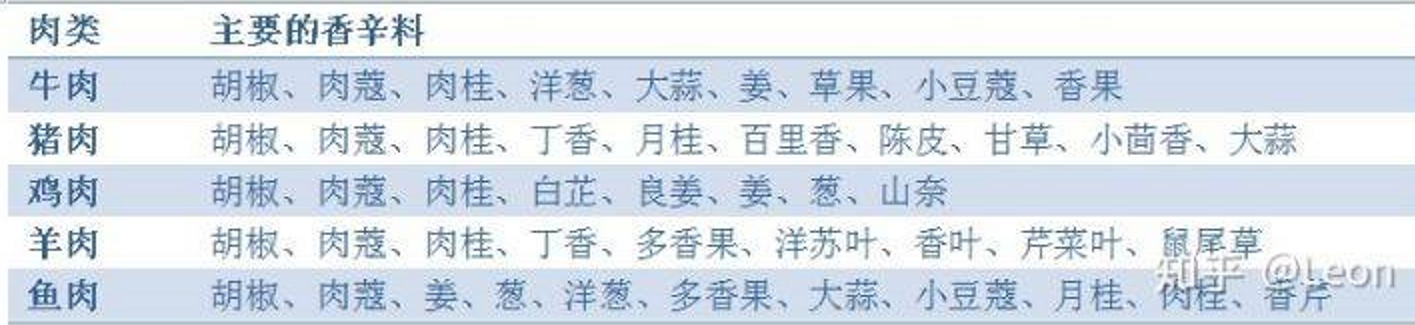 肉类 主要的香辛料
牛肉 胡椒、肉蔻、肉桂、洋葱、大蒜、姜、草果、小豆蔻、香果
猪肉 胡椒、肉蔻、肉桂、丁香、月桂、百里香、陈皮、甘草、小茴香、大蒜
鸡肉 胡椒、肉蔻、肉桂、白芷、良姜、姜、葱、山奈
羊肉 胡椒、肉蔻、肉桂、丁香、多香果、洋苏叶、香叶、芹菜叶、鼠尾草
鱼肉 胡椒、肉蔻、姜、葱、洋葱、多香果、大蒜、小豆蔻、月桂、肉桂、香芹
知乎 @Leon